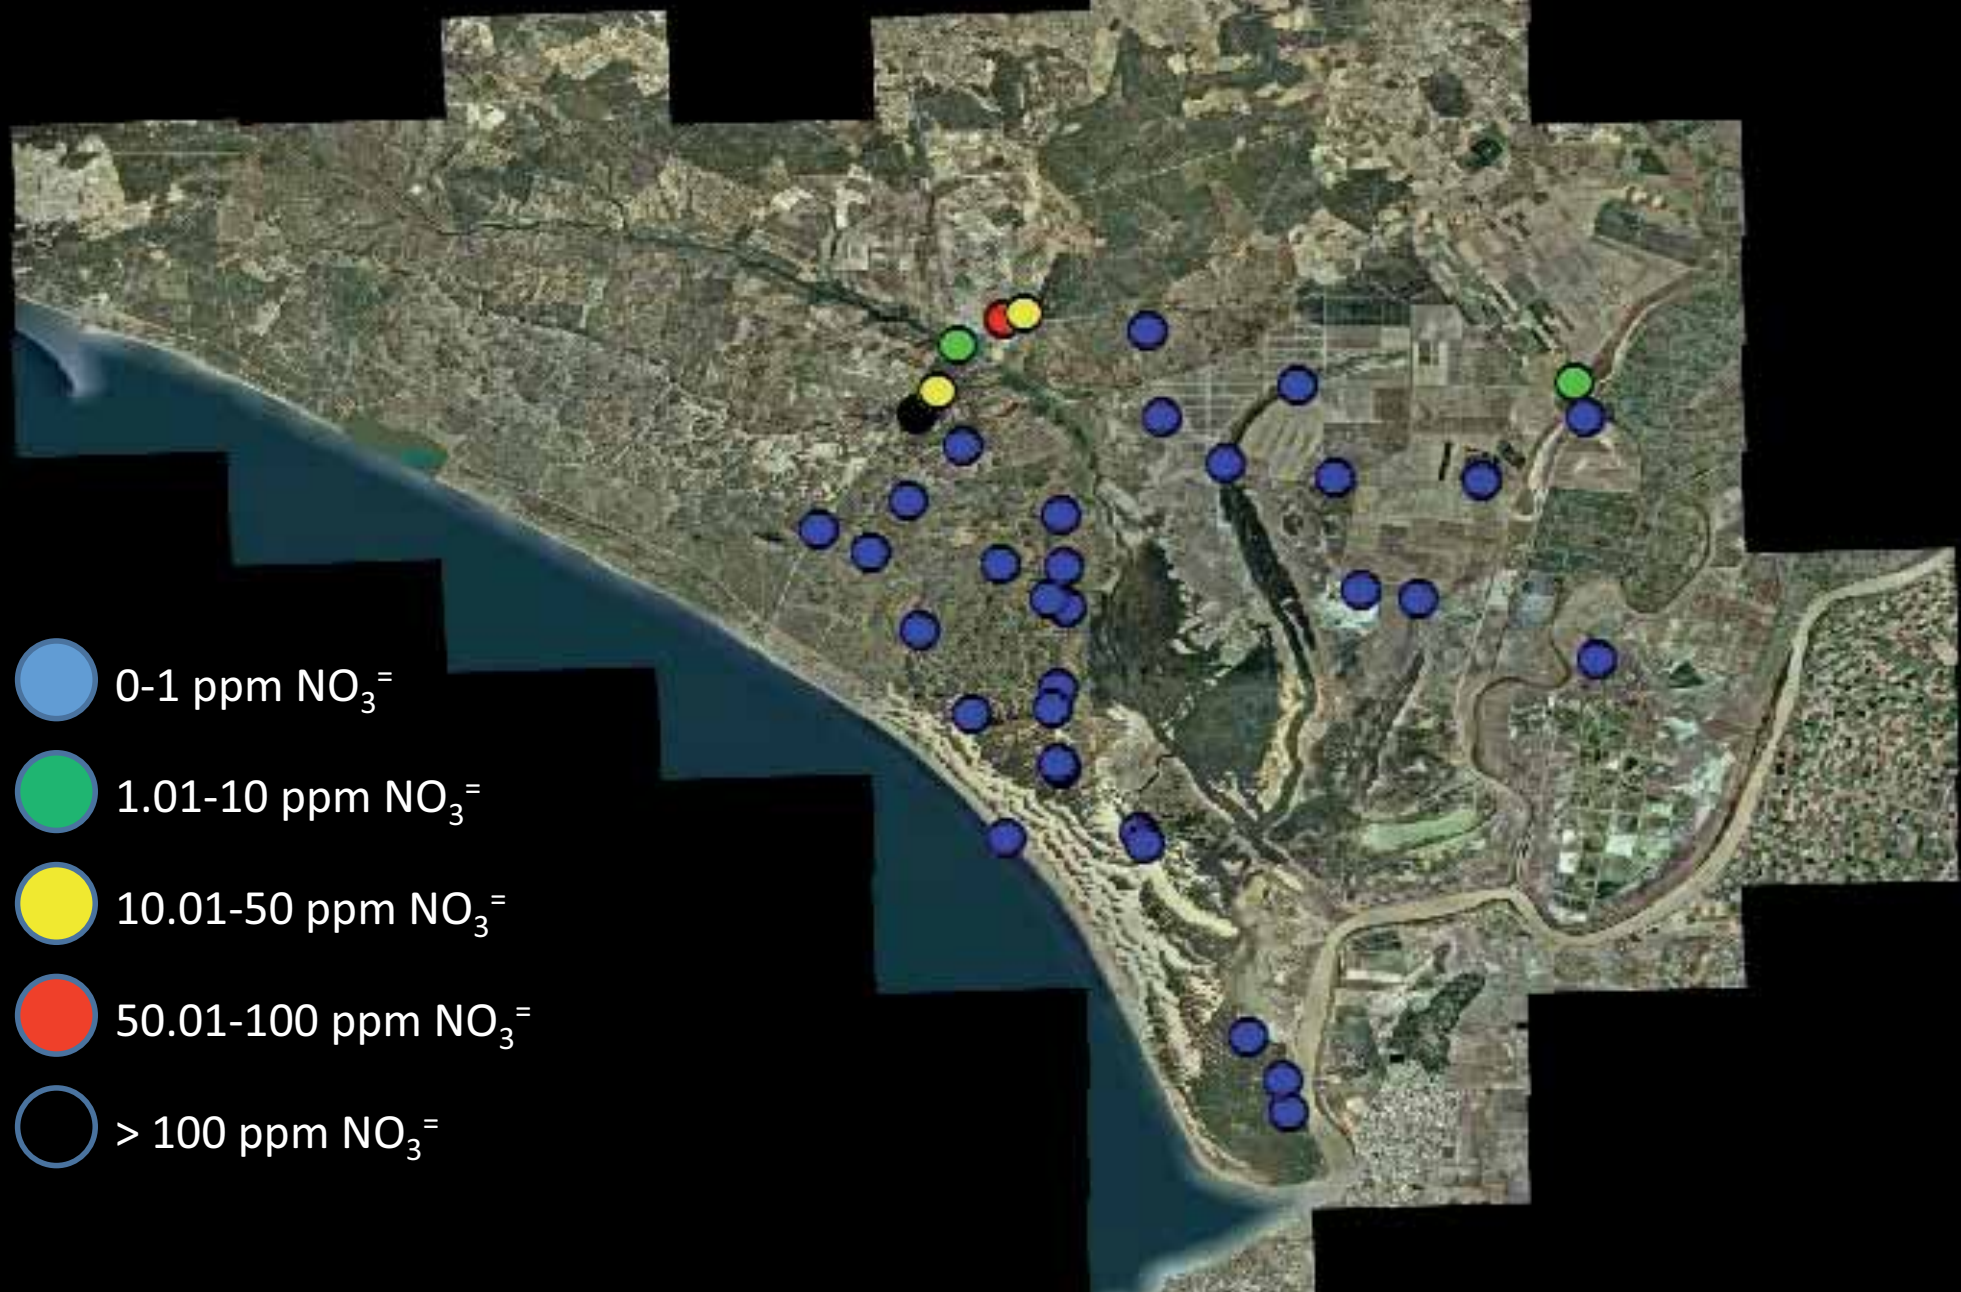 0-1 ppm NO₃⁼
1.01-10 ppm NO₃⁼
10.01-50 ppm NO₃⁼
50.01-100 ppm NO₃⁼
> 100 ppm NO₃⁼